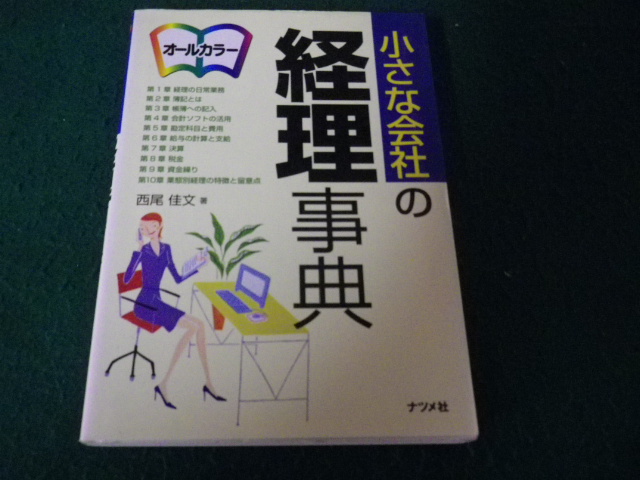 オールカラー
小さな会社の
経理事典
第1章 経理の日常業務
第2章 簿記とは
第3章 帳簿への記入
第4章 会計ソフトの活用
第5章 勘定科目と費用
第6章 給与の計算と支給
第7章 決算
第8章 税金
第9章 資金繰り
第10章 業種別経理の特徴と留意点
西尾 佳文 著
ナツメ社